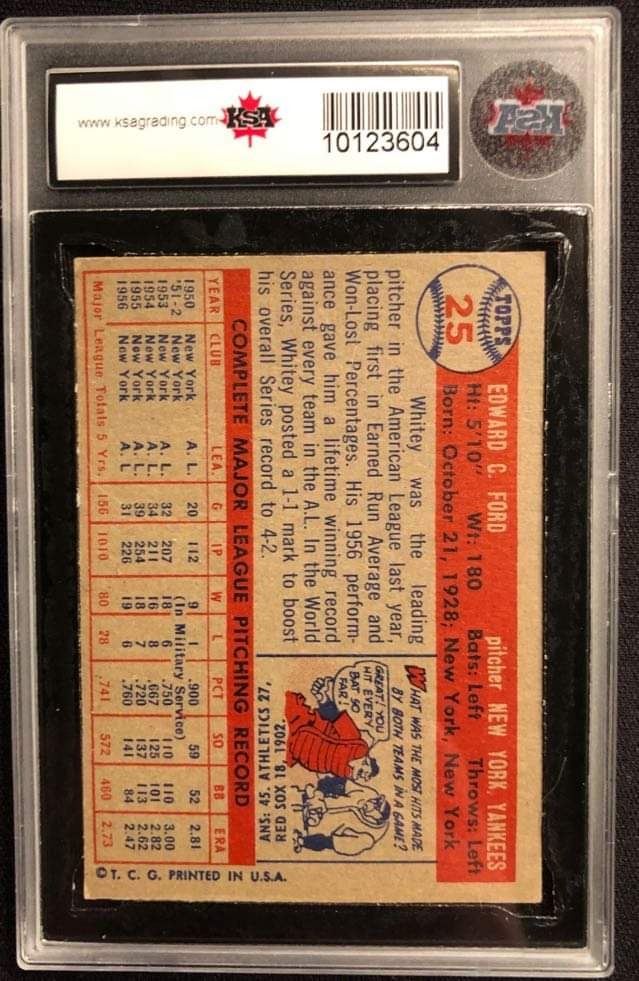 www.ksagrading.com
KSA
10123604
KSA
TOPPS
25
EDWARD C. FORD
pitcher NEW YORK YANKEES
Ht: 5'10" Wt: 180 Bats: Left Throws: Left
Born: October 21, 1928; New York, New York
Whitey was the leading
pitcher in the American League last year,
placing first in Earned Run Average and
Won-Lost Percentages. His 1956 perform-
ance gave him a lifetime winning record
against every team in the A.L. In the World
Series, Whitey posted a 1-1 mark to boost
his overall Series record to 4-2.
WHAT WAS THE MOST HITS MADE
BY BOTH TEAMS IN A GAME?
GREAT! YOU
HIT EVERY
BAT SO
FAR!
ANS: 45, ATHLETICS 27,
RED SOX 18, 1902.
COMPLETE MAJOR LEAGUE PITCHING RECORD
YEAR CLUB LEA. G IP W L PCT SO BB ERA
1950 New York A. L. 20 112 9 1 .900 59 52 2.81
'51-2 New York (In Military Service)
1953 New York A. L. 32 207 18 6 .750 110 110 3.00
1954 New York A. L. 34 211 16 8 .667 125 101 2.82
1955 New York A. L. 39 254 18 7 .720 137 113 2.62
1956 New York A. L. 31 226 19 6 .760 141 84 2.47
Major League Totals 5 Yrs. 156 1010 80 28 .741 572 460 2.73
© T. C. G. PRINTED IN U.S.A.